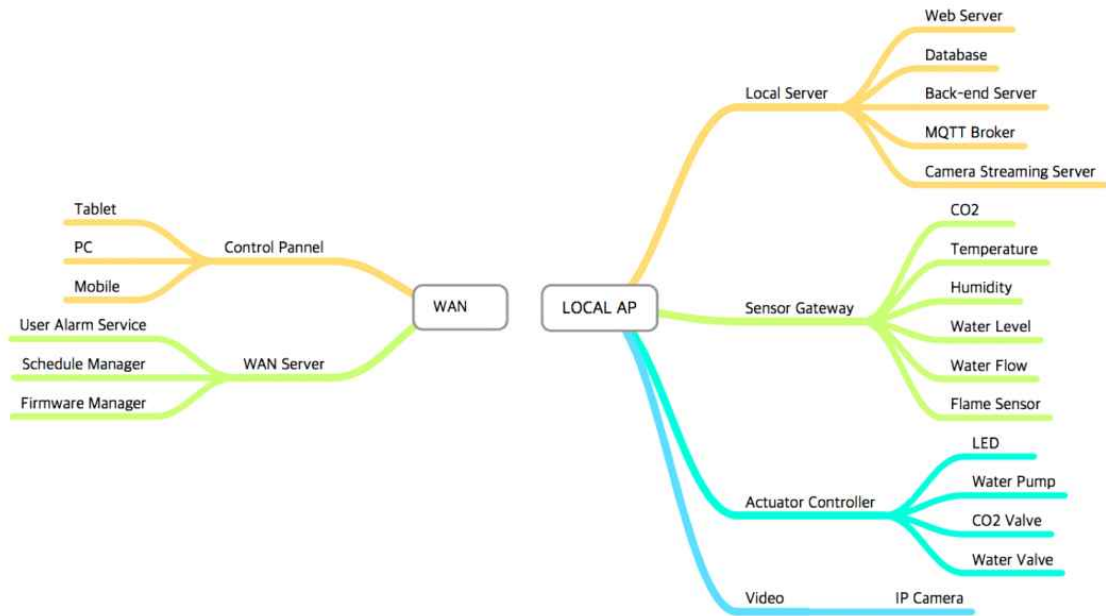 Tablet
PC
Mobile
Control Pannel
User Alarm Service
Schedule Manager
Firmware Manager
WAN Server
WAN
LOCAL AP
Local Server
Web Server
Database
Back-end Server
MQTT Broker
Camera Streaming Server
Sensor Gateway
CO2
Temperature
Humidity
Water Level
Water Flow
Flame Sensor
Actuator Controller
LED
Water Pump
CO2 Valve
Water Valve
Video
IP Camera